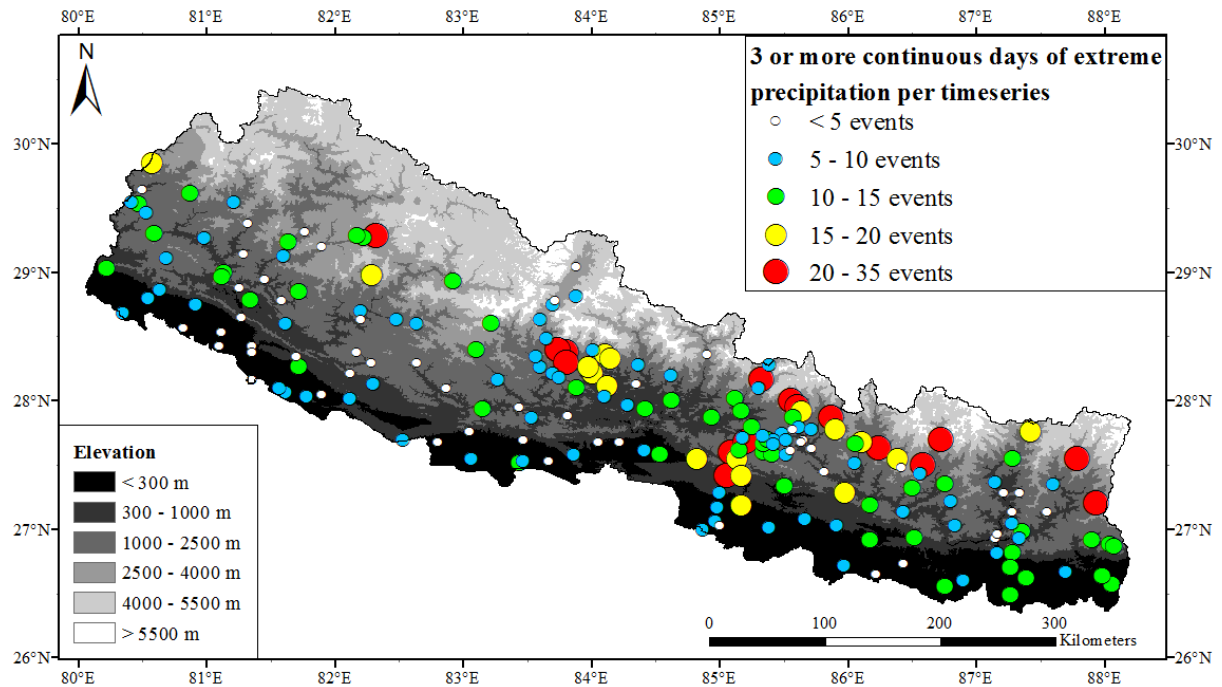 80°E 81°E 82°E 83°E 84°E 85°E 86°E 87°E 88°E
N
3 or more continuous days of extreme
precipitation per timeseries
< 5 events
5 - 10 events
10 - 15 events
15 - 20 events
20 - 35 events
30°N 30°N
29°N 29°N
28°N 28°N
27°N 27°N
26°N 26°N
Elevation
< 300 m
300 - 1000 m
1000 - 2500 m
2500 - 4000 m
4000 - 5500 m
> 5500 m
0 100 200 300
Kilometers
80°E 81°E 82°E 83°E 84°E 85°E 86°E 87°E 88°E